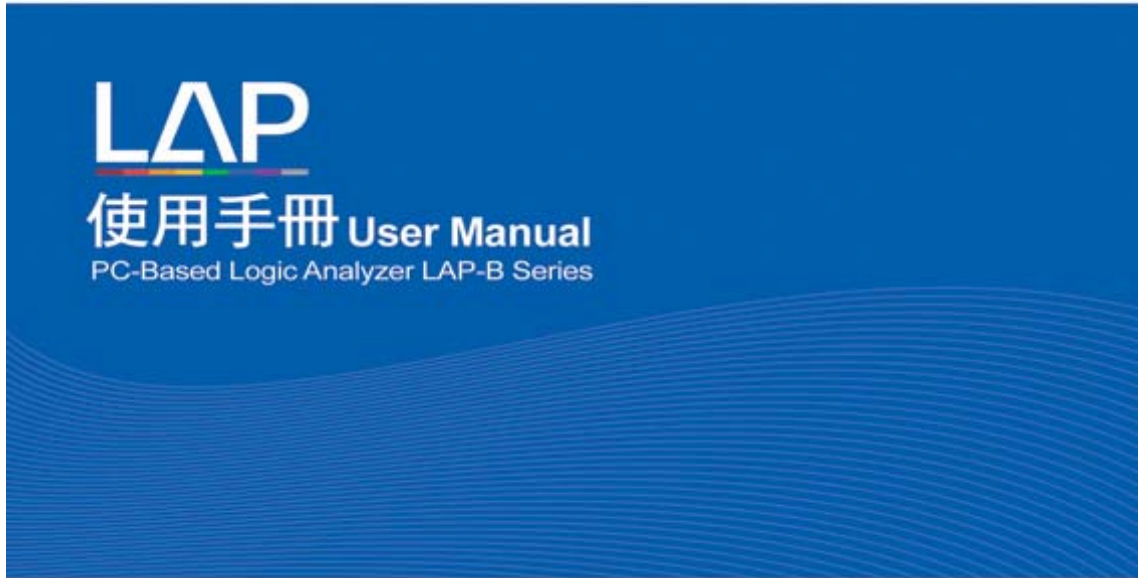 LAP
使用手冊 User Manual
PC-Based Logic Analyzer LAP-B Series